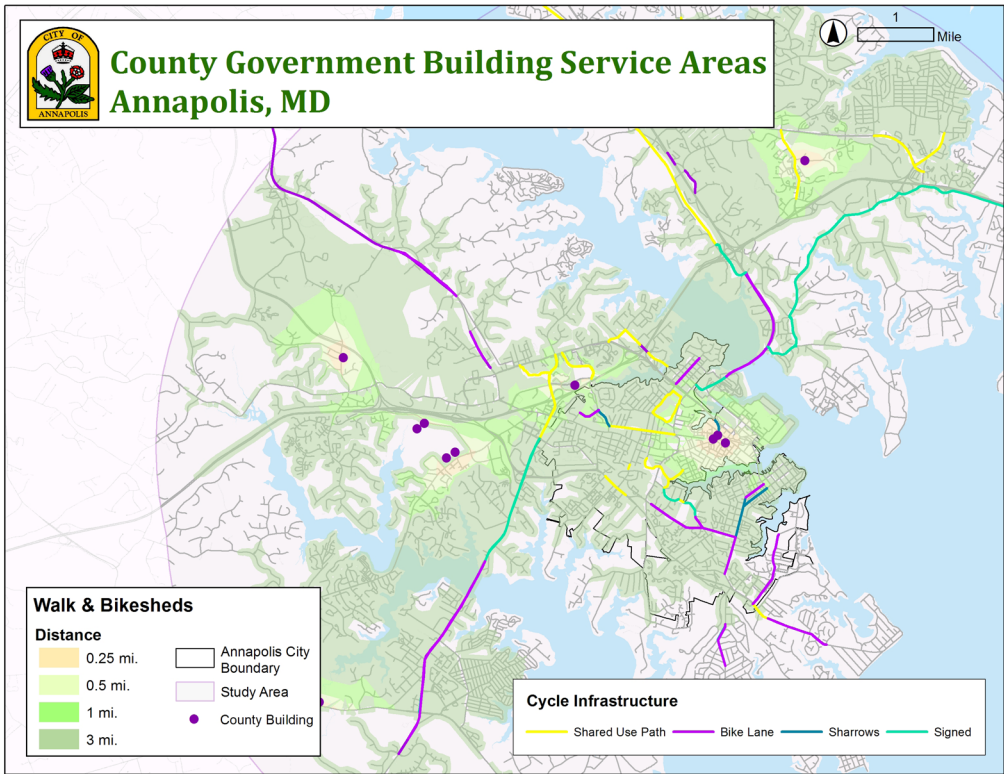 CITY OF
ANNAPOLIS
County Government Building Service Areas
Annapolis, MD
1
Mile
Walk & Bikesheds
Distance
0.25 mi.
0.5 mi.
1 mi.
3 mi.
Annapolis City
Boundary
Study Area
County Building
Cycle Infrastructure
Shared Use Path
Bike Lane
Sharrows
Signed